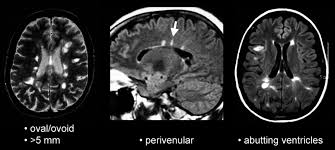 • oval/ovoid
• >5 mm
• perivenular
• abutting ventricles